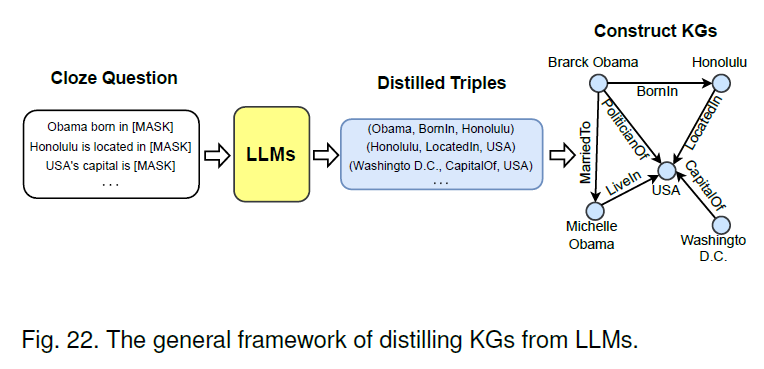 Construct KGs
Cloze Question
Distilled Triples
Obama born in [MASK]
Honolulu is located in [MASK]
USA's capital is [MASK]
. . .
LLMs
(Obama, BornIn, Honolulu)
(Honolulu, LocatedIn, USA)
(Washingto D.C., CapitalOf, USA)
. . .
Brarck Obama
Honolulu
BornIn
MarriedTo
PoliticianOf
LocatedIn
LiveIn
USA
CapitalOf
Michelle
Obama
Washingto
D.C.
Fig. 22. The general framework of distilling KGs from LLMs.